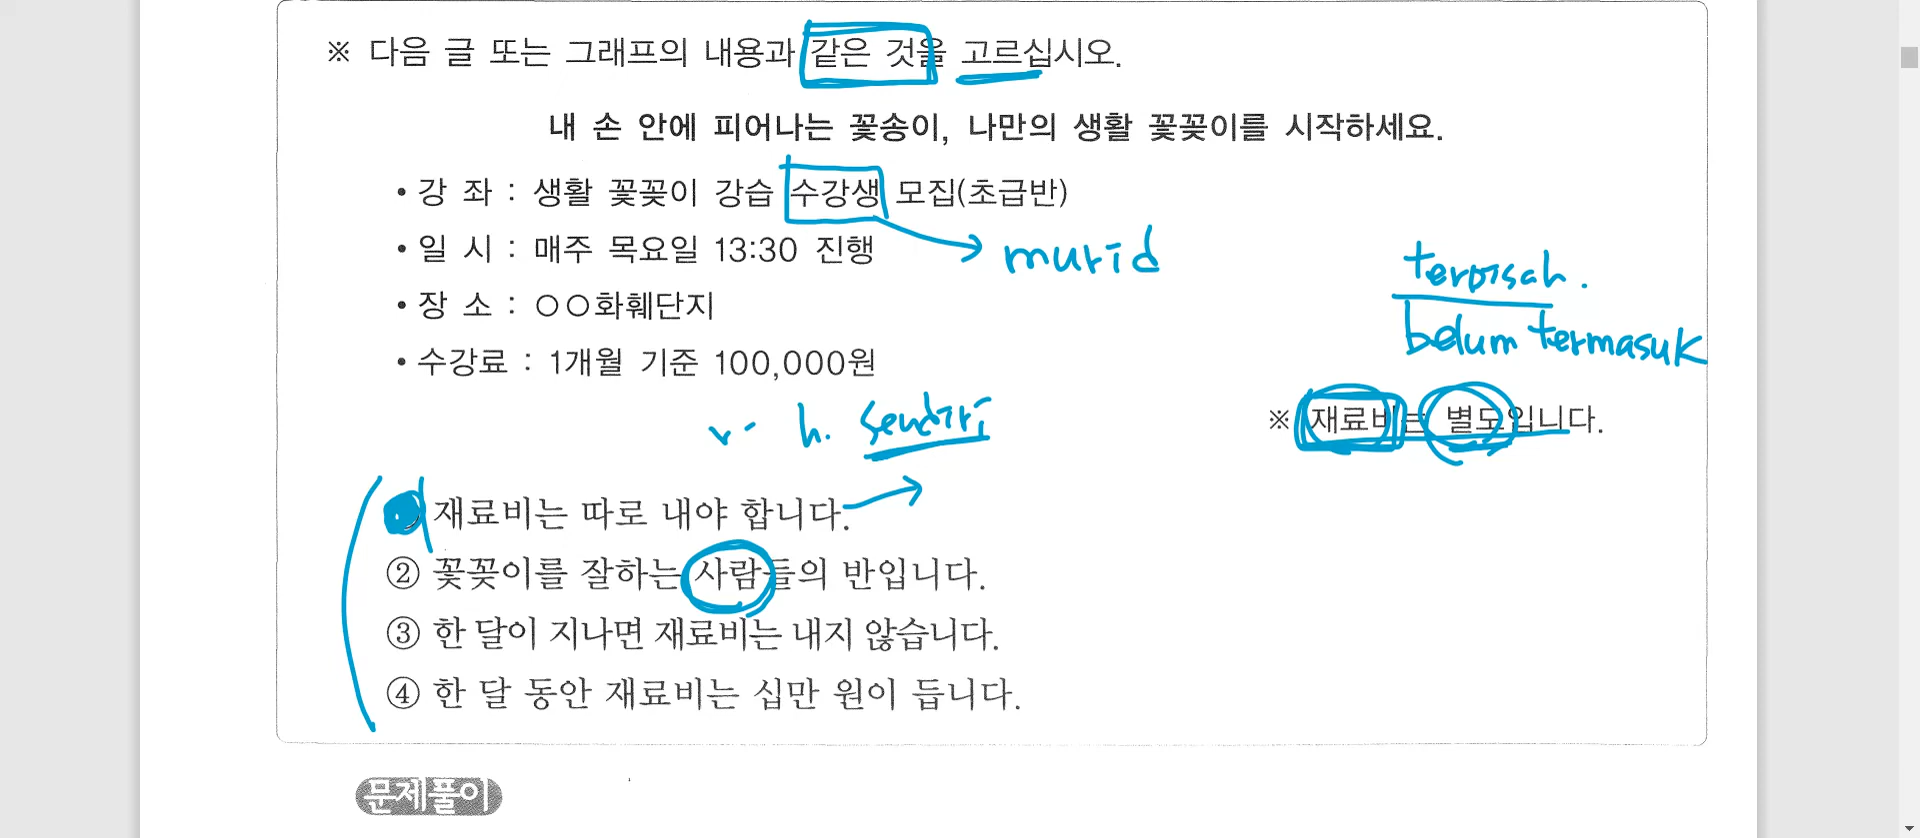 ※ 다음 글 또는 그래프의 내용과 같은 것을 고르십시오.
내 손 안에 피어나는 꽃송이, 나만의 생활 꽃꽂이를 시작하세요.
• 강 좌 : 생활 꽃꽂이 강습 수강생 모집(초급반)
• 일 시 : 매주 목요일 13:30 진행
murid
terpisah.
• 장 소 : ○○화훼단지
belum termasuk
• 수강료 : 1개월 기준 100,000원
※ 재료비는 별도입니다.
h. sendiri
① 재료비는 따로 내야 합니다.
② 꽃꽂이를 잘하는 사람들의 반입니다.
③ 한 달이 지나면 재료비는 내지 않습니다.
④ 한 달 동안 재료비는 십만 원이 듭니다.
문제풀이